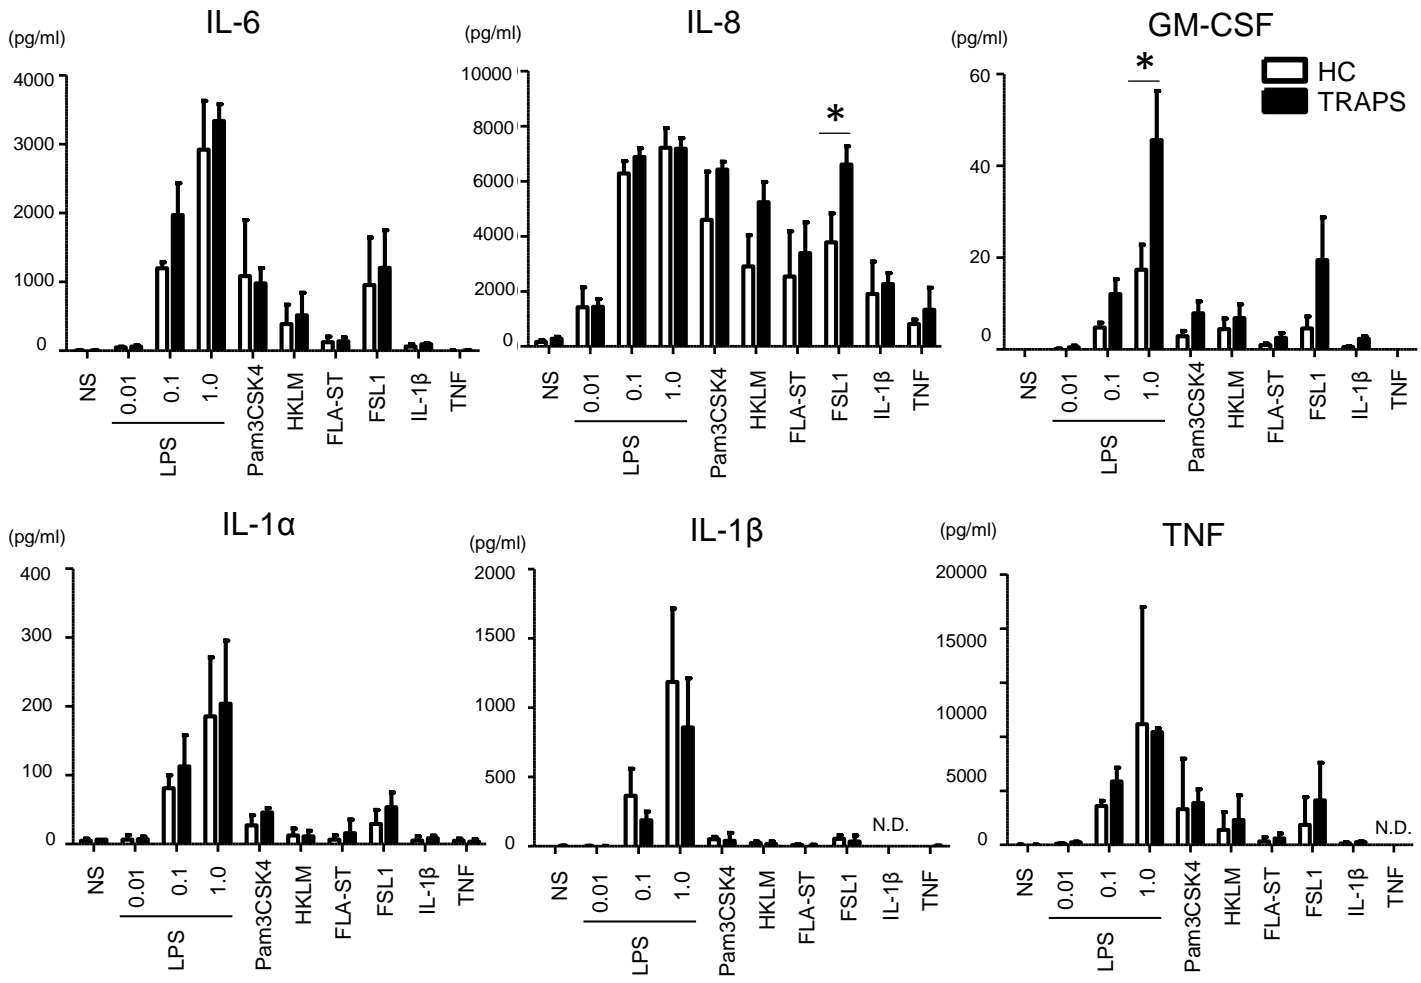 IL-6
(pg/ml)
4000
3000
2000
1000
0
NS
0.01
0.1
1.0
Pam3CSK4
HKLM
FLA-ST
FSL1
IL-1β
TNF
LPS
IL-8
(pg/ml)
10000
8000
6000
4000
2000
0
*
NS
0.01
0.1
1.0
Pam3CSK4
HKLM
FLA-ST
FSL1
IL-1β
TNF
LPS
GM-CSF
(pg/ml)
60
40
20
0
*
HC
TRAPS
NS
0.01
0.1
1.0
Pam3CSK4
HKLM
FLA-ST
FSL1
IL-1β
TNF
LPS
IL-1α
(pg/ml)
400
300
200
100
0
NS
0.01
0.1
1.0
Pam3CSK4
HKLM
FLA-ST
FSL1
IL-1β
TNF
LPS
IL-1β
(pg/ml)
2000
1500
1000
500
0
N.D.
NS
0.01
0.1
1.0
Pam3CSK4
HKLM
FLA-ST
FSL1
IL-1β
TNF
LPS
TNF
(pg/ml)
20000
15000
10000
5000
0
N.D.
NS
0.01
0.1
1.0
Pam3CSK4
HKLM
FLA-ST
FSL1
IL-1β
TNF
LPS